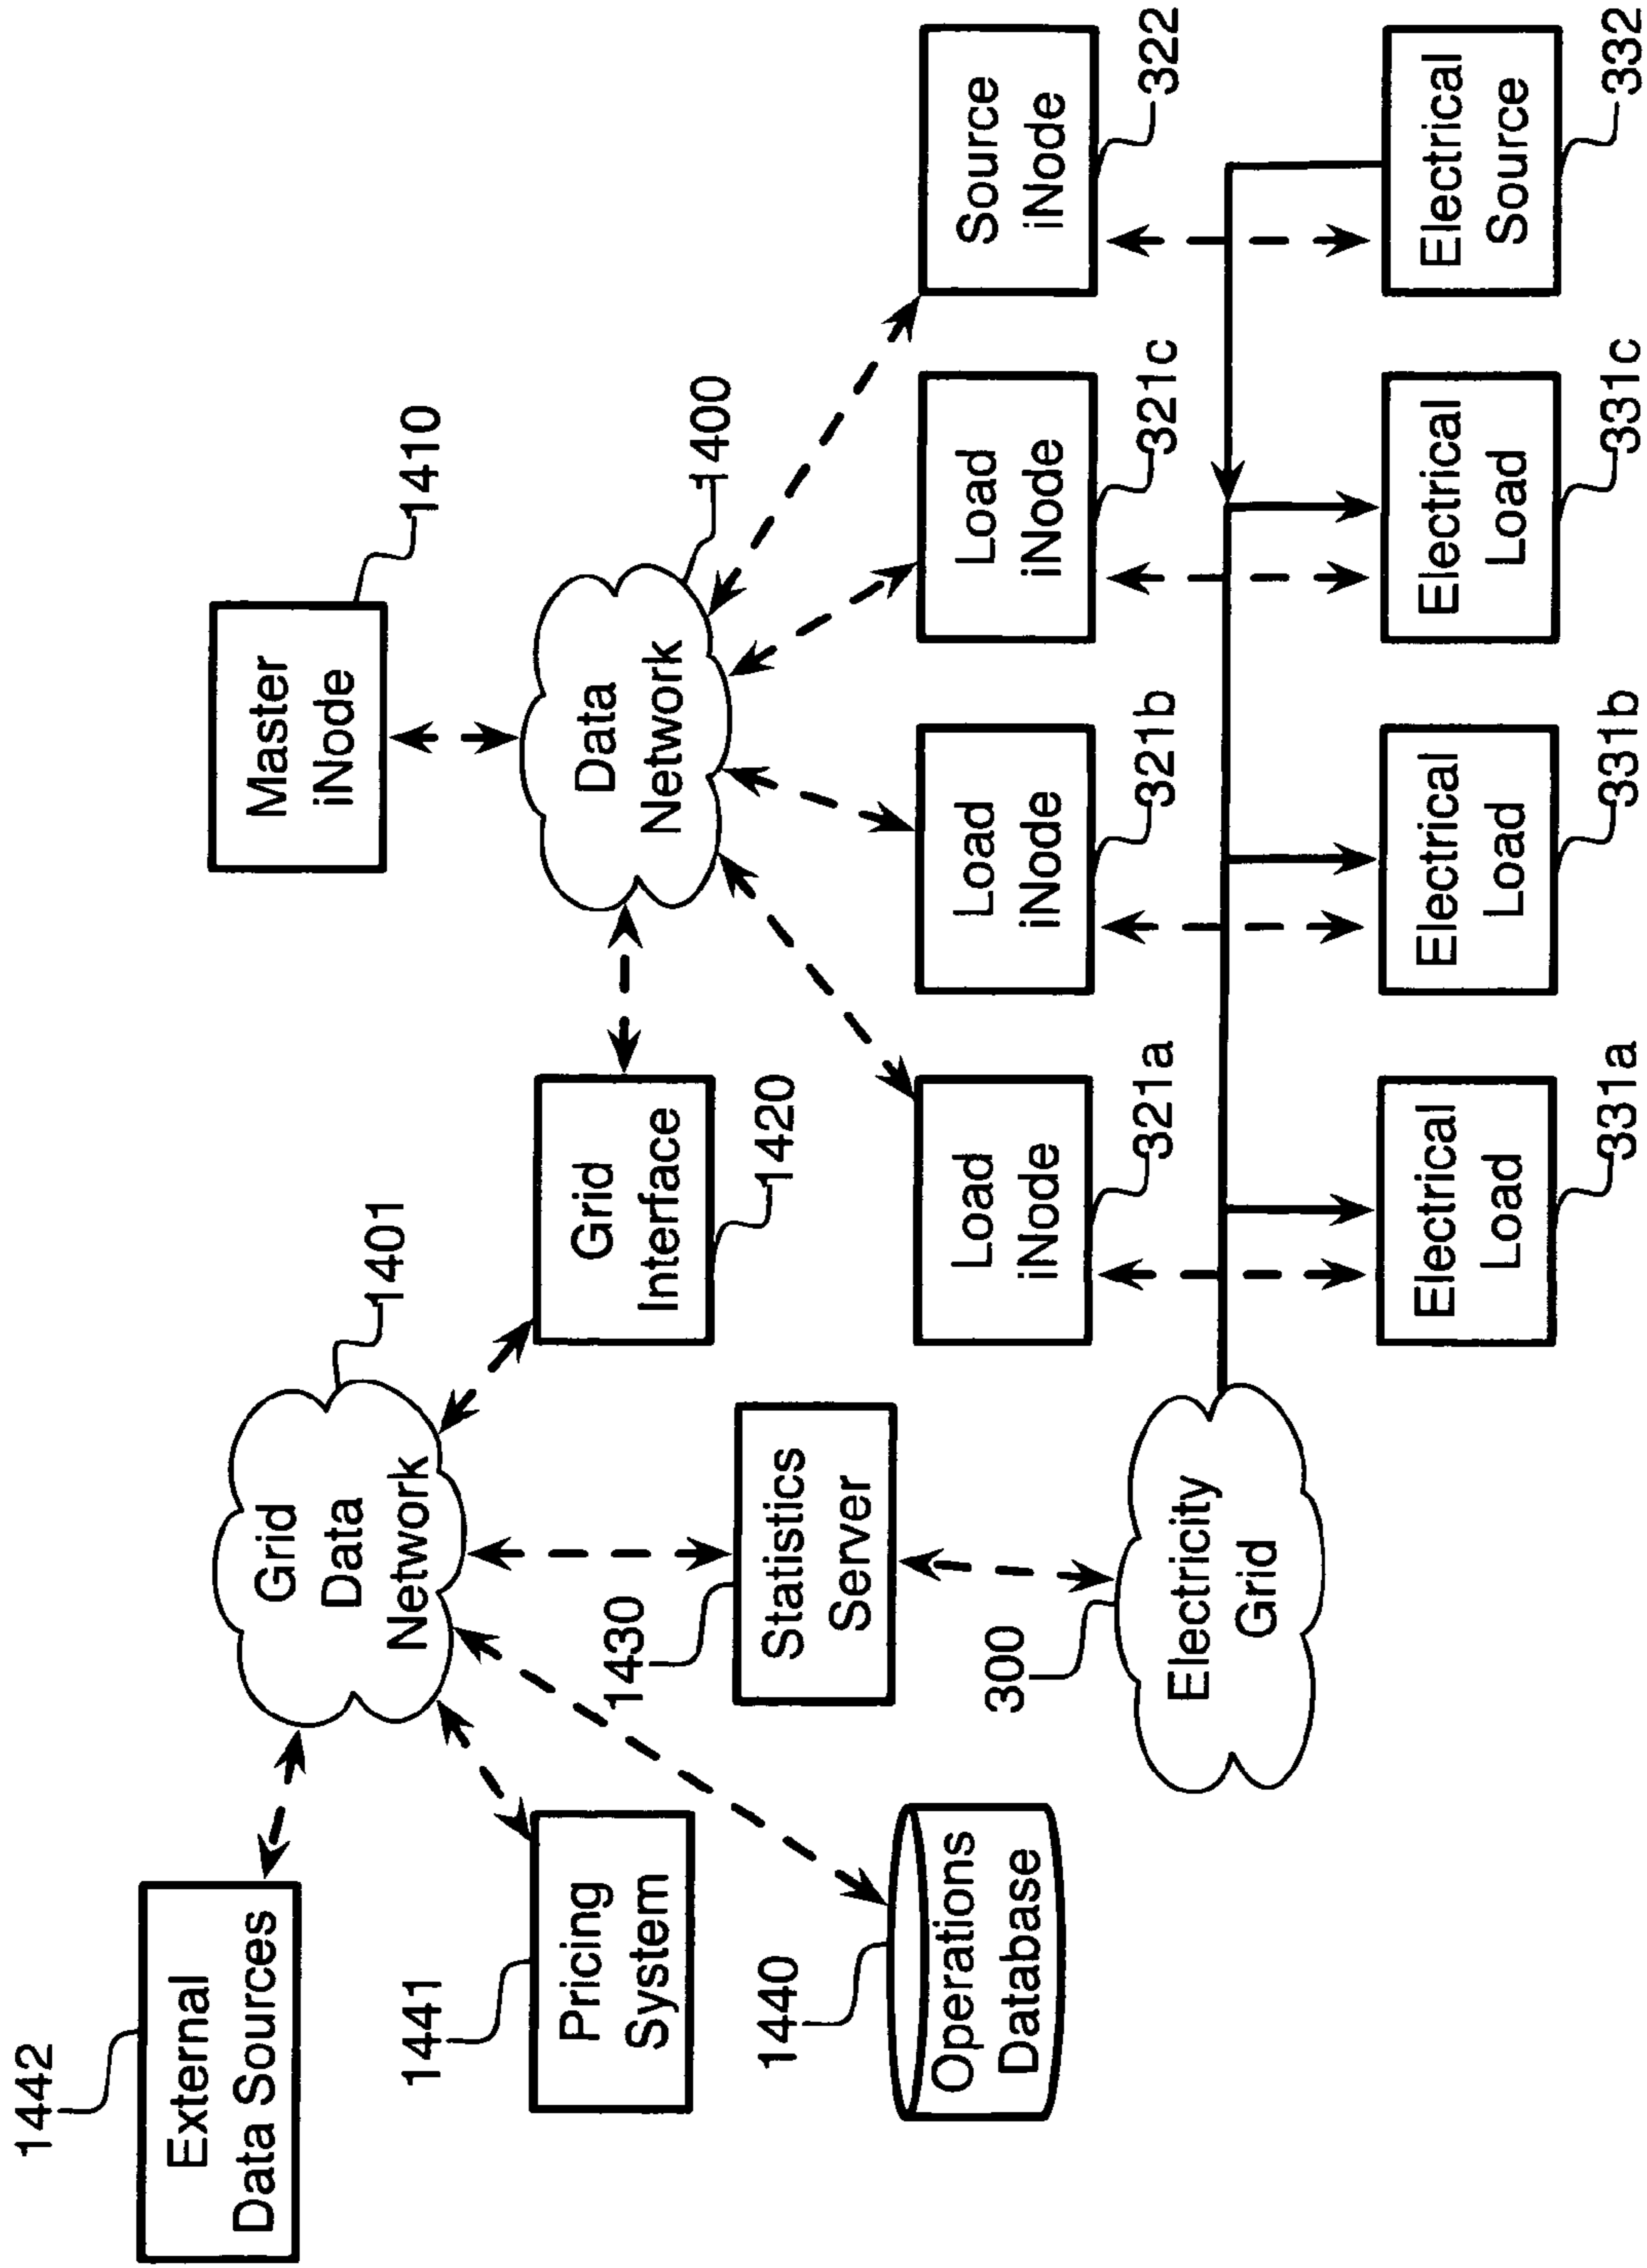 1442
External
Data Sources
1441
Pricing
System
1440
Operations
Database
Grid
Data
Network
1401
1430
Statistics
Server
300
Electricity
Grid
Grid
Interface
1420
Master
iNode
1410
Data
Network
1400
Load
iNode
321a
Load
iNode
321b
Load
iNode
321c
Source
iNode
322
Electrical
Load
331a
Electrical
Load
331b
Electrical
Load
331c
Electrical
Source
332